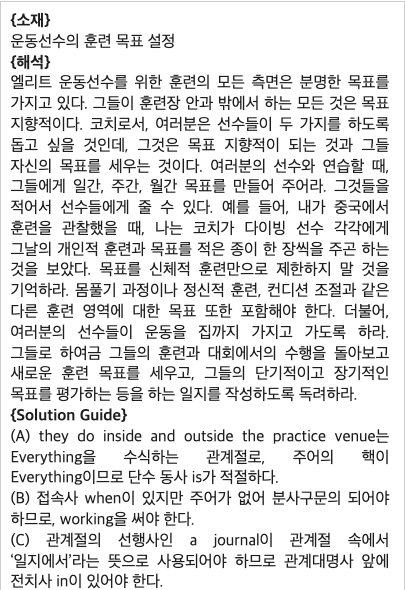 {소재}
운동선수의 훈련 목표 설정
{해석}
엘리트 운동선수를 위한 훈련의 모든 측면은 분명한 목표를
가지고 있다. 그들이 훈련장 안과 밖에서 하는 모든 것은 목표
지향적이다. 코치로서, 여러분은 선수들이 두 가지를 하도록
돕고 싶을 것인데, 그것은 목표 지향적이 되는 것과 그들
자신의 목표를 세우는 것이다. 여러분의 선수와 연습할 때,
그들에게 일간, 주간, 월간 목표를 만들어 주어라. 그것들을
적어서 선수들에게 줄 수 있다. 예를 들어, 내가 중국에서
훈련을 관찰했을 때, 나는 코치가 다이빙 선수 각각에게
그날의 개인적 훈련과 목표를 적은 종이 한 장씩을 주곤 하는
것을 보았다. 목표를 신체적 훈련만으로 제한하지 말 것을
기억하라. 몸풀기 과정이나 정신적 훈련, 컨디션 조절과 같은
다른 훈련 영역에 대한 목표 또한 포함해야 한다. 더불어,
여러분의 선수들이 운동을 집까지 가지고 가도록 하라.
그들로 하여금 그들의 훈련과 대회에서의 수행을 돌아보고
새로운 훈련 목표를 세우고, 그들의 단기적이고 장기적인
목표를 평가하는 등을 하는 일지를 작성하도록 독려하라.
{Solution Guide}
(A) they do inside and outside the practice venue는
Everything을 수식하는 관계절로, 주어의 핵이
Everything이므로 단수 동사 is가 적절하다.
(B) 접속사 when이 있지만 주어가 없어 분사구문의 되어야
하므로, working을 써야 한다.
(C) 관계절의 선행사인 a journal이 관계절 속에서
‘일지에서’라는 뜻으로 사용되어야 하므로 관계대명사 앞에
전치사 in이 있어야 한다.